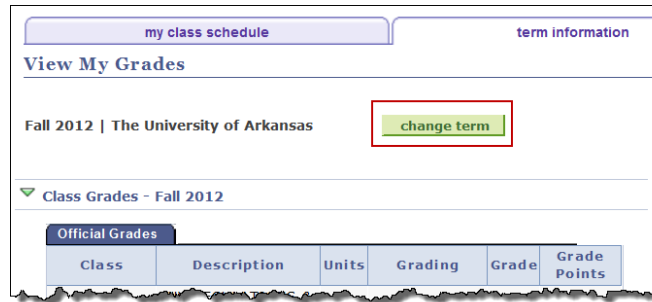 my class schedule
term information
View My Grades
Fall 2012 | The University of Arkansas
change term
Class Grades - Fall 2012
Official Grades
Class Description Units Grading Grade Grade Points